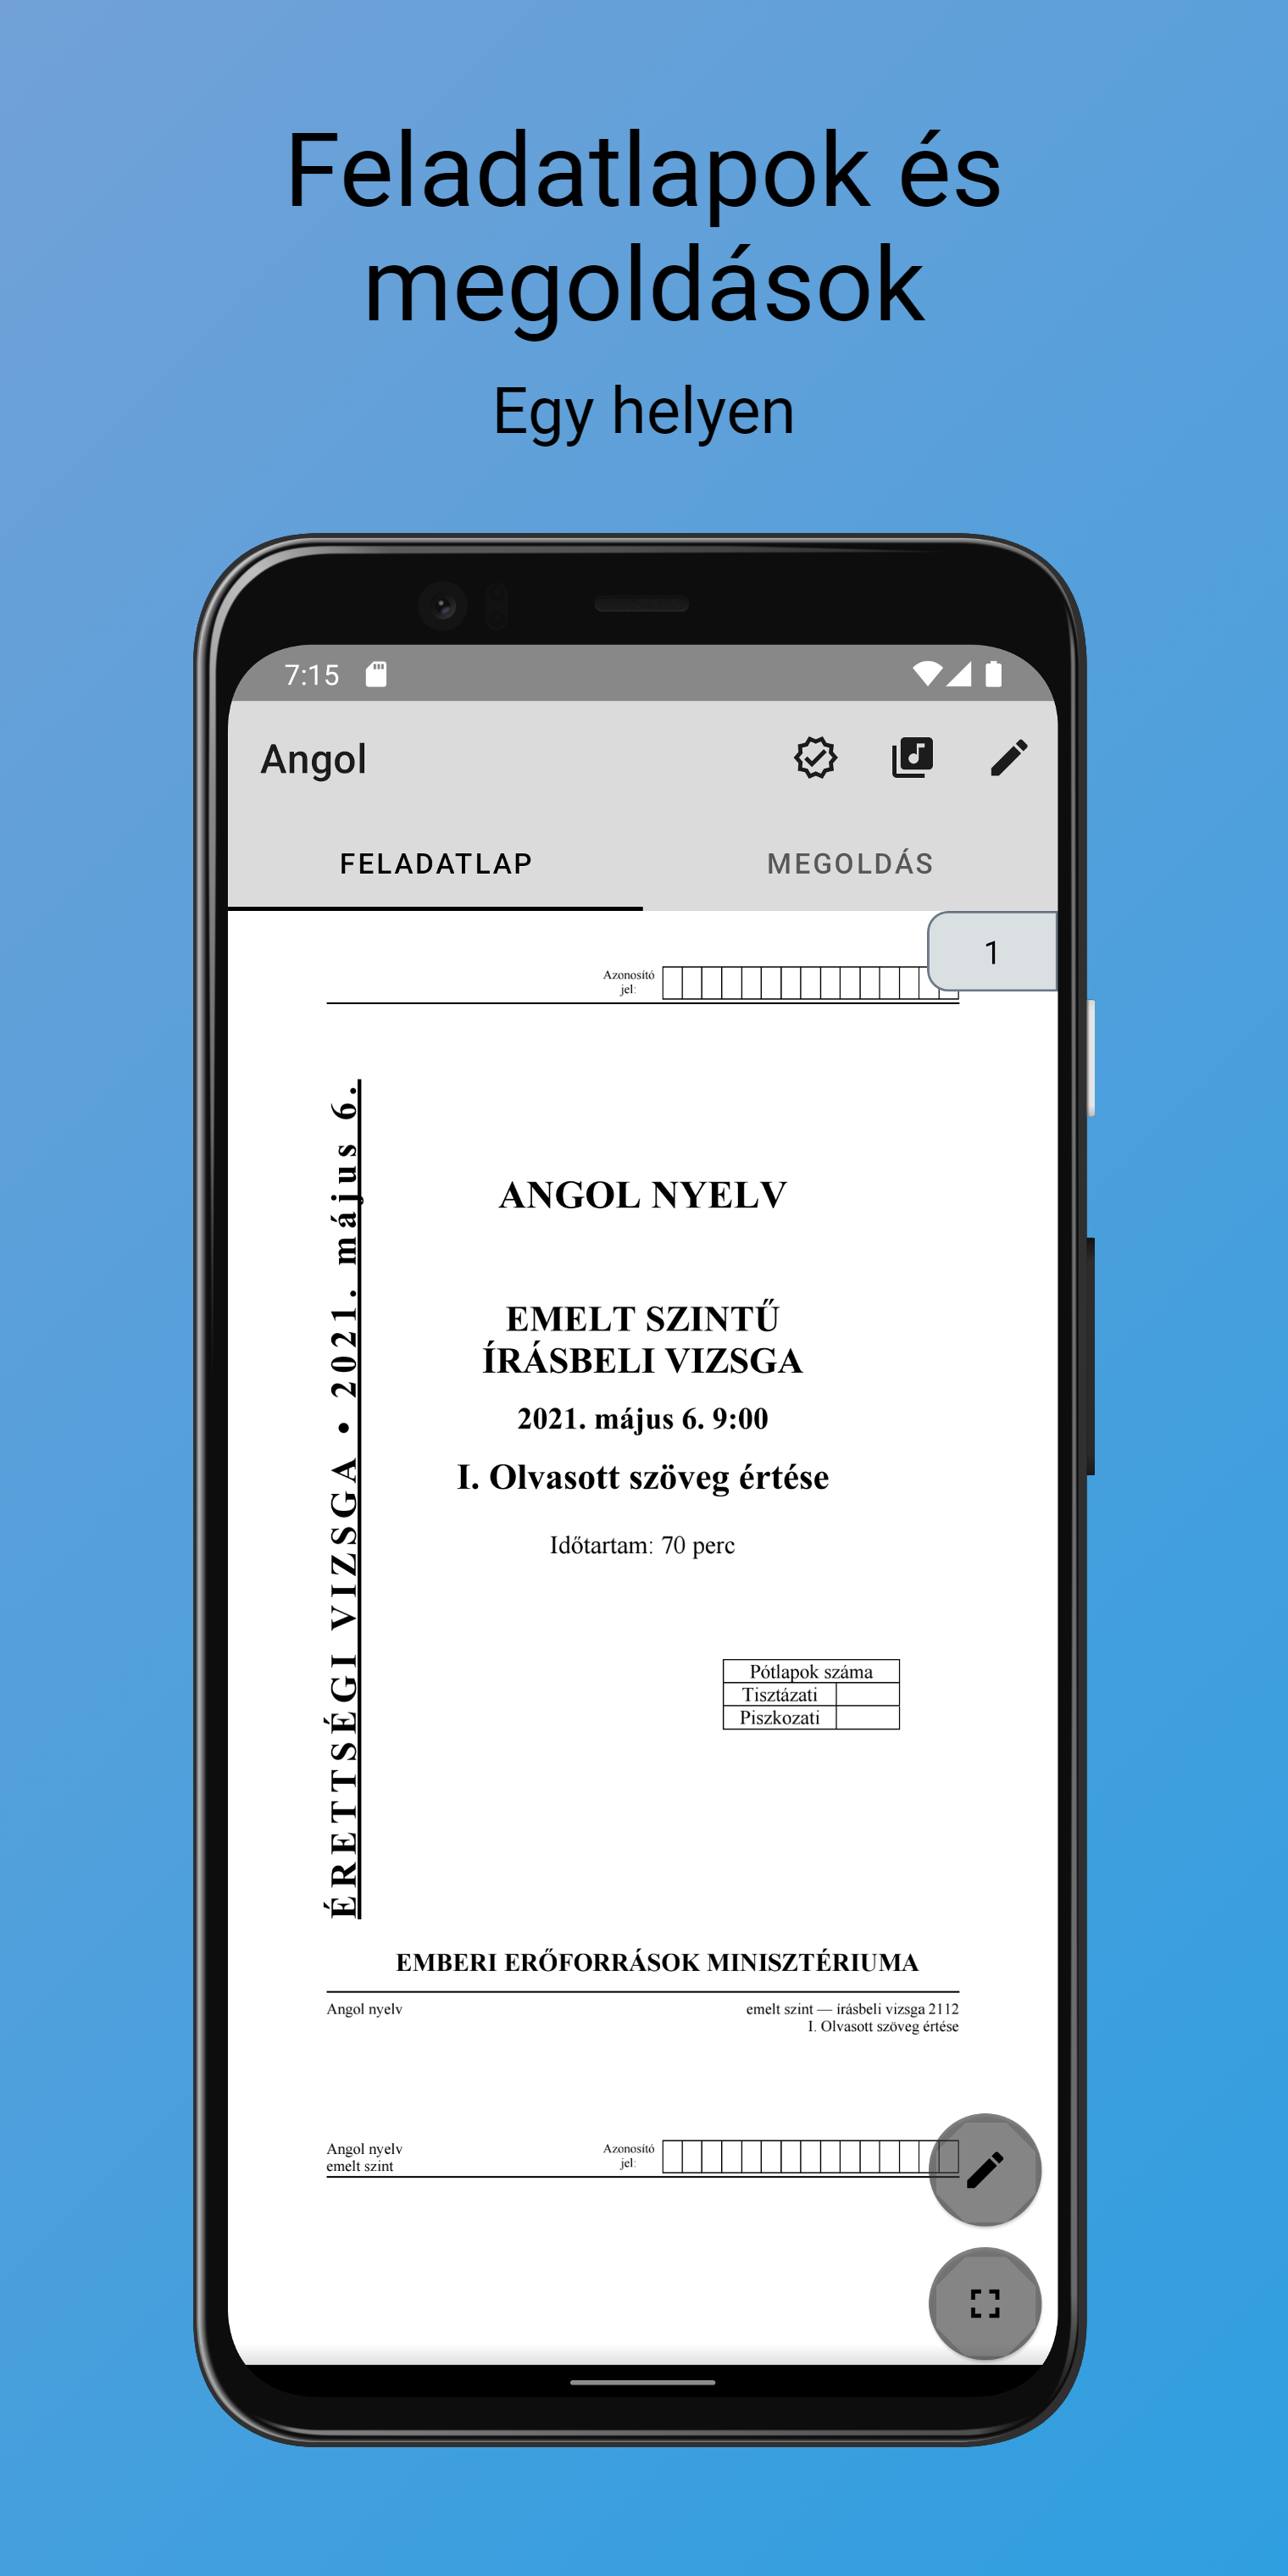 Feladatlapok és
megoldások
Egy helyen
7:15
Angol
FELADATLAP
MEGOLDÁS
1
Azonosító
jel:
ÉRETTSÉGI VIZSGA • 2021. május 6.
ANGOL NYELV
EMELT SZINTŰ
ÍRÁSBELI VIZSGA
2021. május 6. 9:00
I. Olvasott szöveg értése
Időtartam: 70 perc
Pótlapok száma
Tisztázati
Piszkozati
EMBERI ERŐFORRÁSOK MINISZTÉRIUMA
Angol nyelv
emelt szint — írásbeli vizsga 2112
I. Olvasott szöveg értése
Angol nyelv
emelt szint
Azonosító
jel: